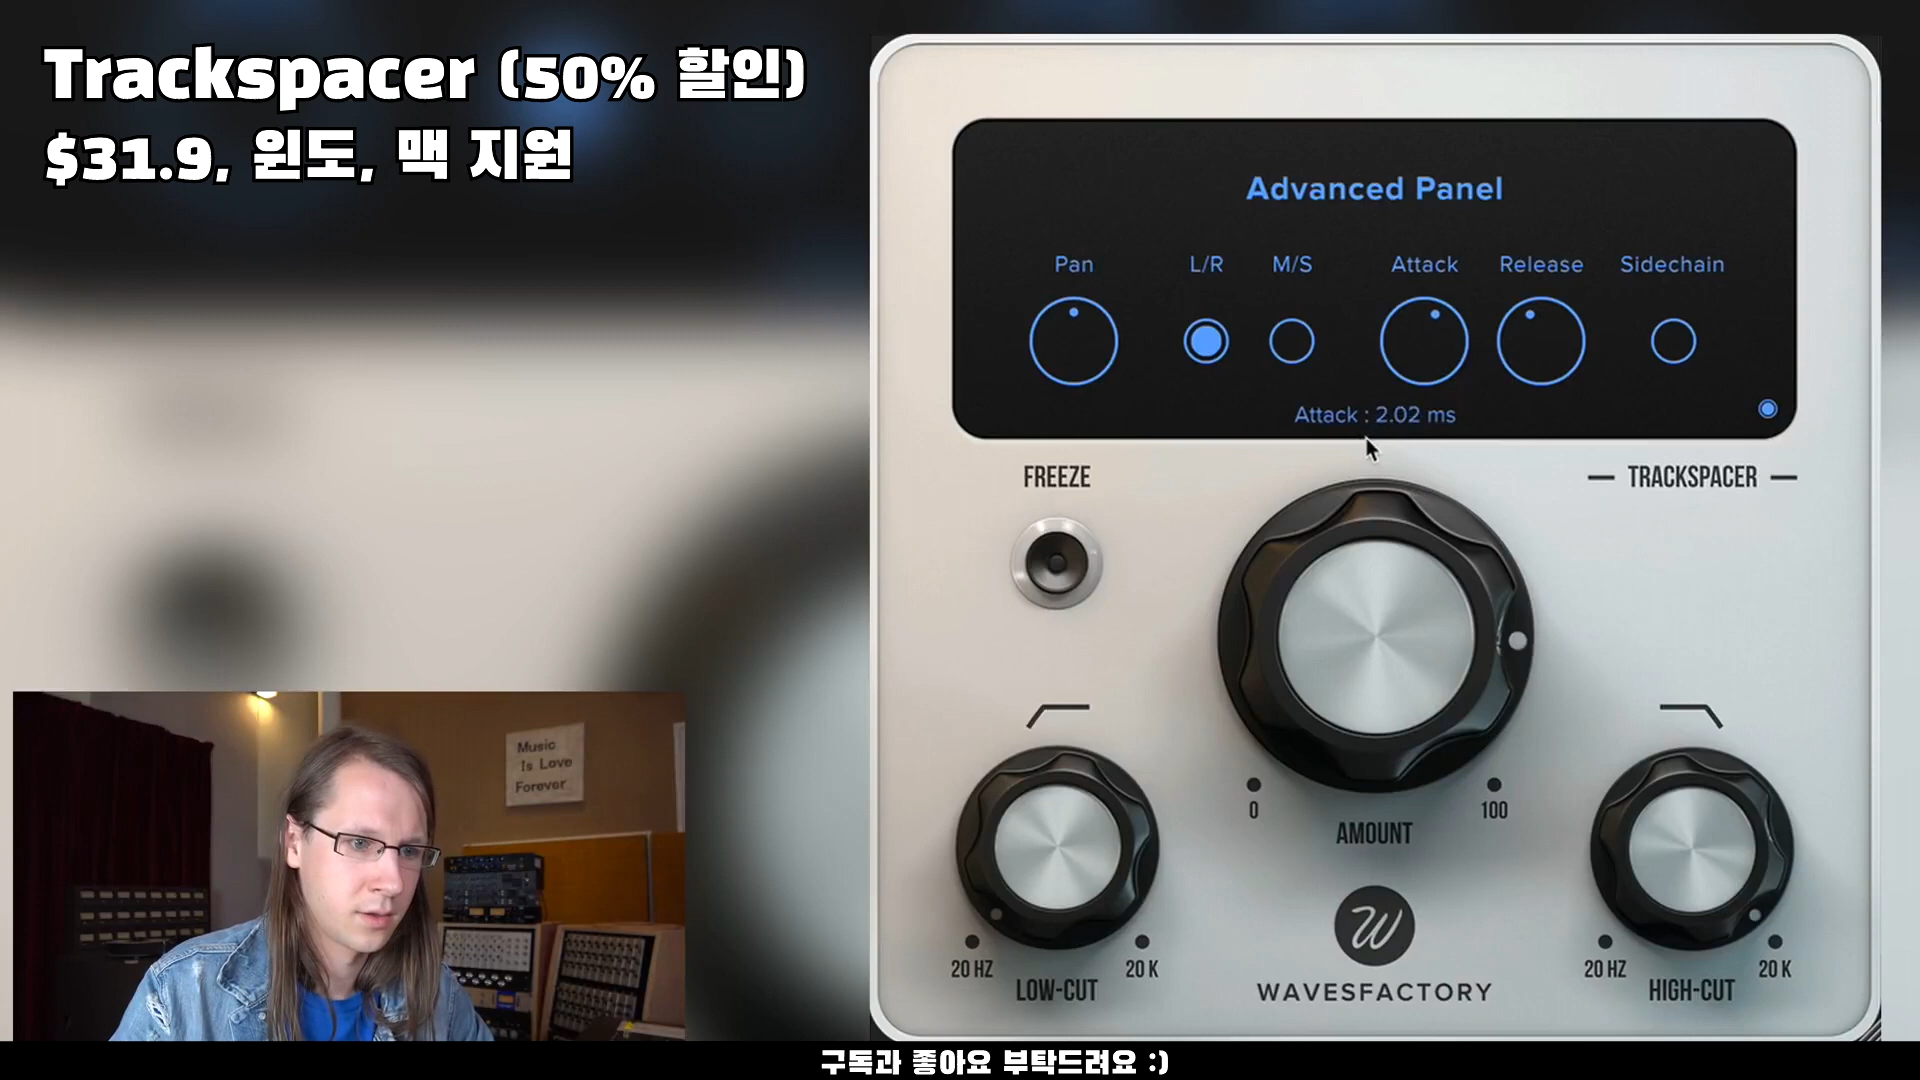 Trackspacer (50% 할인)
$31.9, 윈도, 맥 지원
Advanced Panel
Pan L/R M/S Attack Release Sidechain
Attack : 2.02 ms
FREEZE
TRACKSPACER
0 100
AMOUNT
20 HZ 20 K
LOW-CUT
20 HZ 20 K
HIGH-CUT
W
WAVESFACTORY
Music
Is Love
Forever
구독과 좋아요 부탁드려요 :)